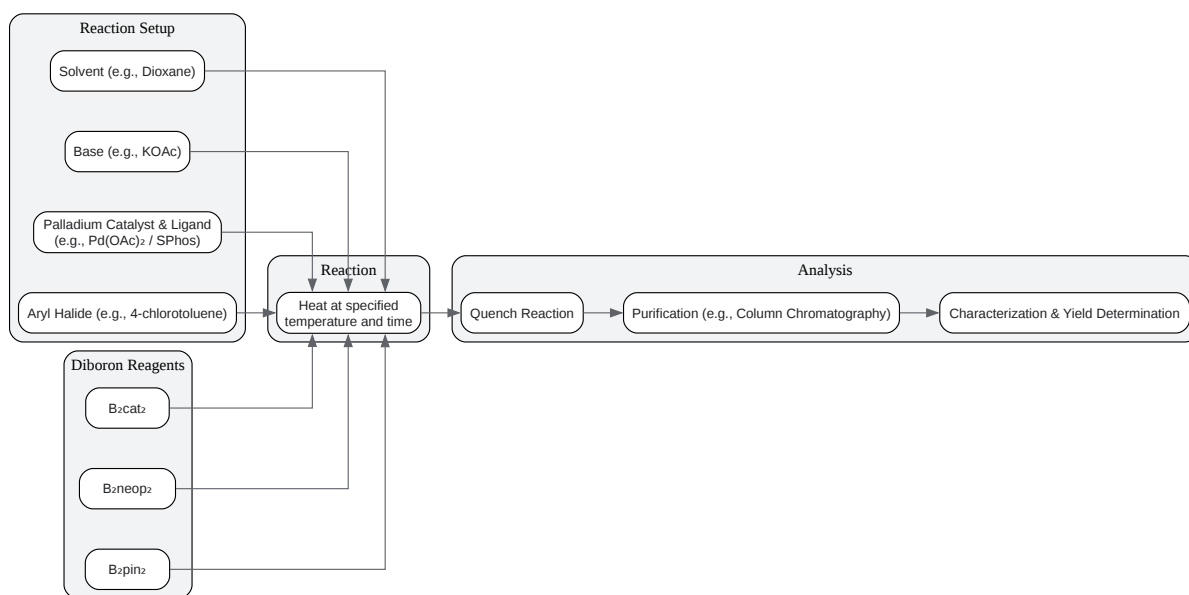 Reaction Setup
Solvent (e.g., Dioxane)
Base (e.g., KOAc)
Palladium Catalyst & Ligand
(e.g., Pd(OAc)₂ / SPhos)
Aryl Halide (e.g., 4-chlorotoluene)
Diboron Reagents
B₂cat₂
B₂neop₂
B₂pin₂
Reaction
Heat at specified
temperature and time
Analysis
Quench Reaction
Purification (e.g., Column Chromatography)
Characterization & Yield Determination